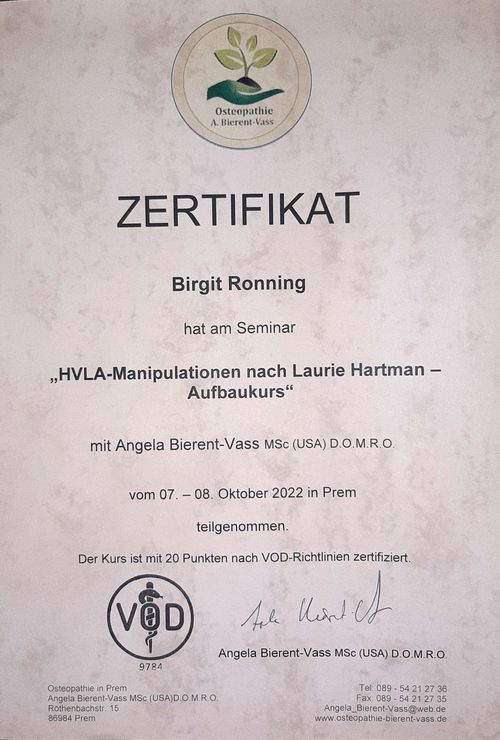 Osteopathie
A. Bierent-Vass
ZERTIFIKAT
Birgit Ronning
hat am Seminar
„HVLA-Manipulationen nach Laurie Hartman –
Aufbaukurs“
mit Angela Bierent-Vass MSc (USA) D.O.M.R.O.
vom 07. – 08. Oktober 2022 in Prem
teilgenommen.
Der Kurs ist mit 20 Punkten nach VOD-Richtlinien zertifiziert.
VOD
9784
Angela Bierent-Vass MSc (USA) D.O.M.R.O.
Osteopathie in Prem
Angela Bierent-Vass MSc (USA)D.O.M.R.O.
Röthenbachstr. 15
86984 Prem
Tel: 089 - 54 21 27 36
Fax: 089 - 54 21 27 35
Angela_Bierent-Vass@web.de
www.osteopathie-bierent-vass.de